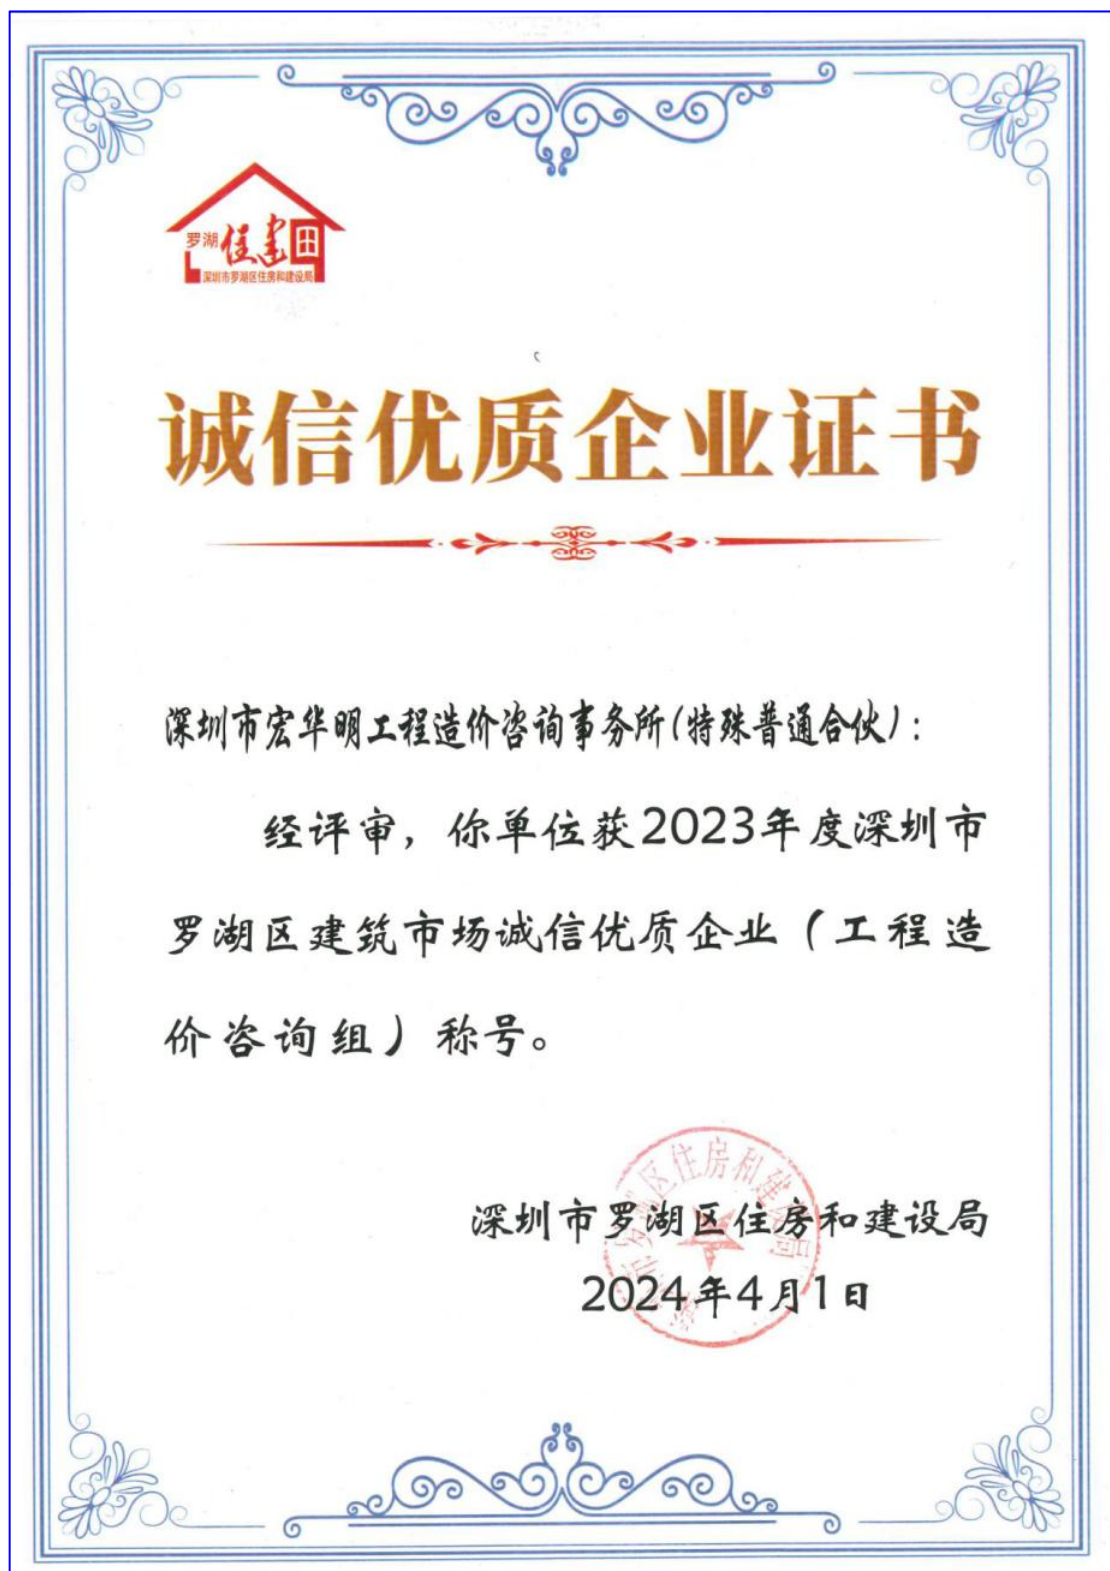 罗湖住建
深圳市罗湖区住房和建设局
诚信优质企业证书
深圳市宏华明工程造价咨询事务所(特殊普通合伙):
经评审，你单位获2023年度深圳市
罗湖区建筑市场诚信优质企业（工程造
价咨询组）称号。
深圳市罗湖区住房和建设局
2024年4月1日